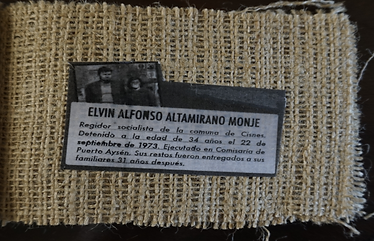 ELVIN ALFONSO ALTAMIRANO MONJE
Regidor socialista de la comuna de Cisnes.
Detenido a la edad de 34 años el 22 de
septiembre de 1973. Ejecutado en Comisaría de
Puerto Aysén. Sus restos fueron entregados a sus
familiares 31 años después.